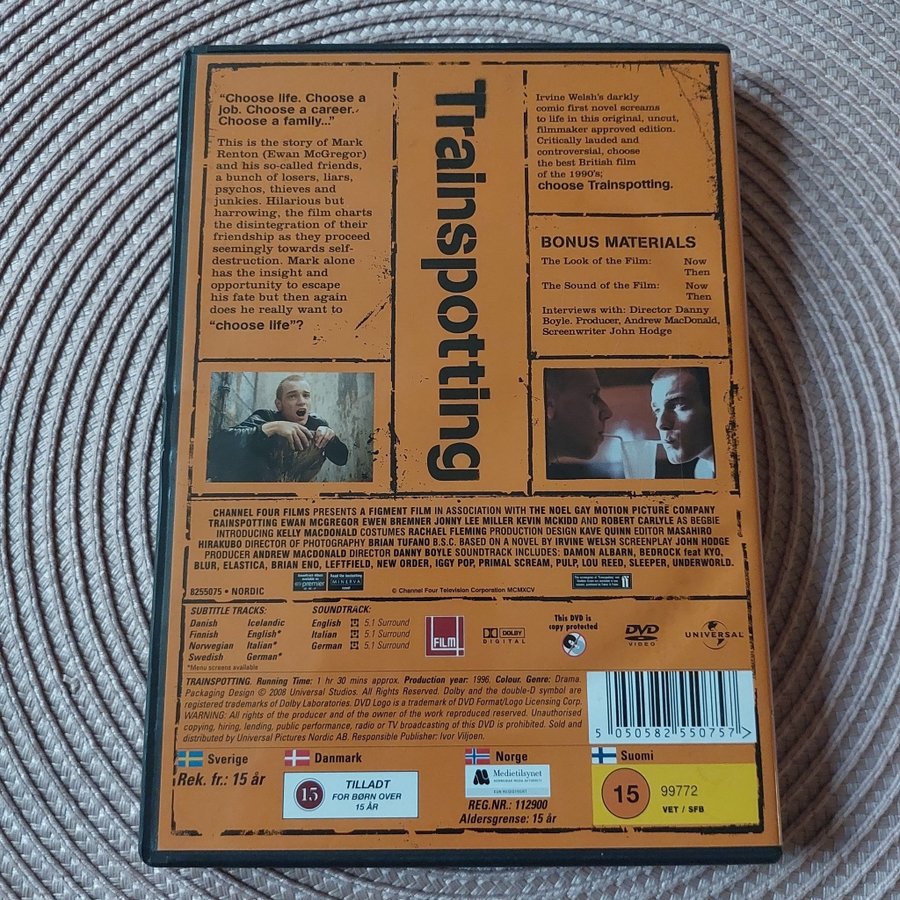 “Choose life. Choose a
job. Choose a career.
Choose a family...”
This is the story of Mark
Renton (Ewan McGregor)
and his so-called friends,
a bunch of losers, liars,
psychos, thieves and
junkies. Hilarious but
harrowing, the film charts
the disintegration of their
friendship as they proceed
seemingly towards self-
destruction. Mark alone
has the insight and
opportunity to escape
his fate but then again
does he really want to
“choose life”?
Trainspotting
Irvine Welsh's darkly
comic first novel screams
to life in this original, uncut,
filmmaker approved edition.
Critically lauded and
controversial, choose
the best British film
of the 1990's;
choose Trainspotting.
BONUS MATERIALS
The Look of the Film: Now
Then
The Sound of the Film: Now
Then
Interviews with: Director Danny
Boyle. Producer, Andrew MacDonald,
Screenwriter John Hodge
CHANNEL FOUR FILMS PRESENTS A FIGMENT FILM IN ASSOCIATION WITH THE NOEL GAY MOTION PICTURE COMPANY
TRAINSPOTTING EWAN MCGREGOR EWEN BREMNER JONNY LEE MILLER KEVIN MCKIDD AND ROBERT CARLYLE AS BEGBIE
INTRODUCING KELLY MACDONALD COSTUMES RACHAEL FLEMING PRODUCTION DESIGN KAVE QUINN EDITOR MASAHIRO
HIRAKUBO DIRECTOR OF PHOTOGRAPHY BRIAN TUFANO B.S.C. BASED ON A NOVEL BY IRVINE WELSH SCREENPLAY JOHN HODGE
PRODUCER ANDREW MACDONALD DIRECTOR DANNY BOYLE SOUNDTRACK INCLUDES: DAMON ALBARN, BEDROCK feat KYO,
BLUR, ELASTICA, BRIAN ENO, LEFTFIELD, NEW ORDER, IGGY POP, PRIMAL SCREAM, PULP, LOU REED, SLEEPER, UNDERWORLD.
premier
Read the bestselling
MINERVA
ff
8255075 • NORDIC
© Channel Four Television Corporation MCMXCV
SUBTITLE TRACKS:
Danish Icelandic
Finnish English*
Norwegian Italian*
Swedish German*
*Menu screens available
SOUNDTRACK:
English 5.1 Surround
Italian 5.1 Surround
German 5.1 Surround
FILM
DOLBY
DIGITAL
This DVD is
copy protected
DVD
VIDEO
UNIVERSAL
TRAINSPOTTING. Running Time: 1 hr 30 mins approx. Production year: 1996. Colour. Genre: Drama.
Packaging Design © 2008 Universal Studios. All Rights Reserved. Dolby and the double-D symbol are
registered trademarks of Dolby Laboratories. DVD Logo is a trademark of DVD Format/Logo Licensing Corp.
WARNING: All rights of the producer and of the owner of the work reproduced reserved. Unauthorised
copying, hiring, lending, public performance, radio or TV broadcasting of this DVD is prohibited. Sold and
distributed by Universal Pictures Nordic AB. Responsible Publisher: Ivor Viljoen.
5 050582 550757 >
Sverige
Rek. fr.: 15 år
Danmark
15
TILLADT
FOR BØRN OVER
15 ÅR
Norge
Medietilsynet
REG.NR.: 112900
Aldersgrense: 15 år
Suomi
15
99772
VET / SFB